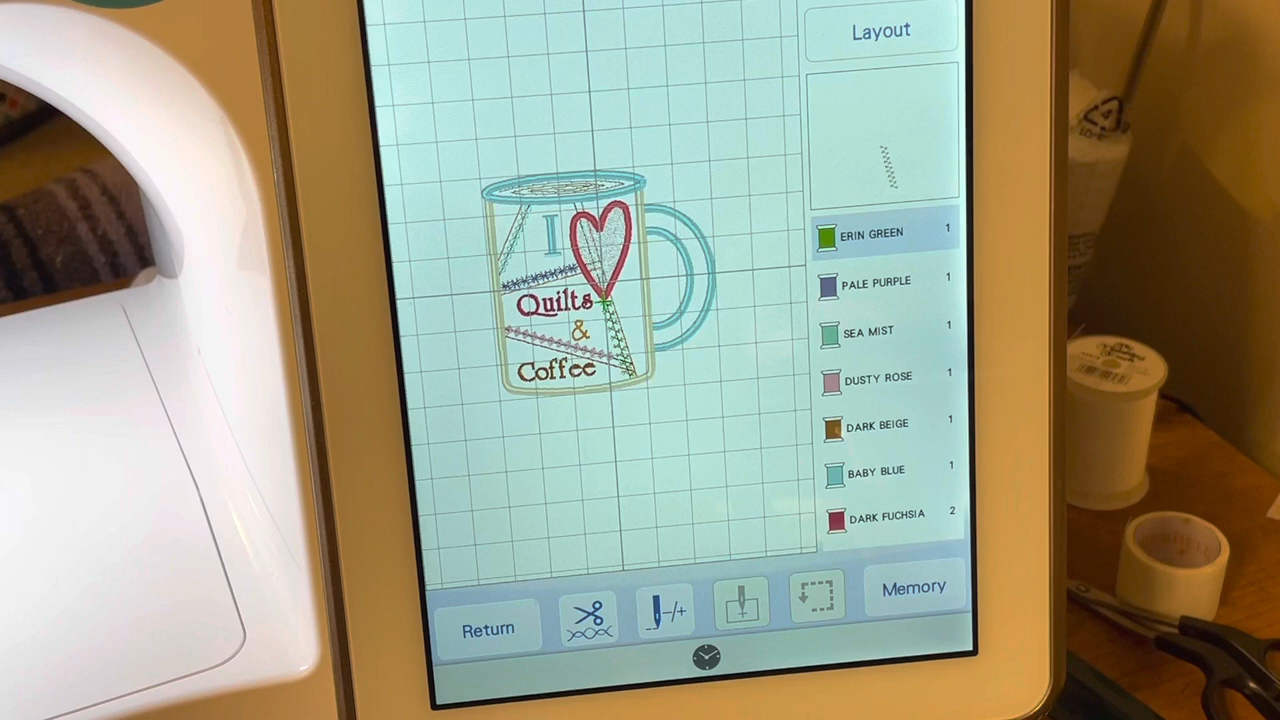 Layout
I
Quilts
&
Coffee
ERIN GREEN 1
PALE PURPLE 1
SEA MIST 1
DUSTY ROSE 1
DARK BEIGE 1
BABY BLUE 1
DARK FUCHSIA 2
Return
-/+
Memory